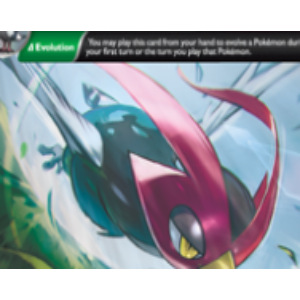 Δ Evolution
You may play this card from your hand to evolve a Pokémon du
your first turn or the turn you play that Pokémon.